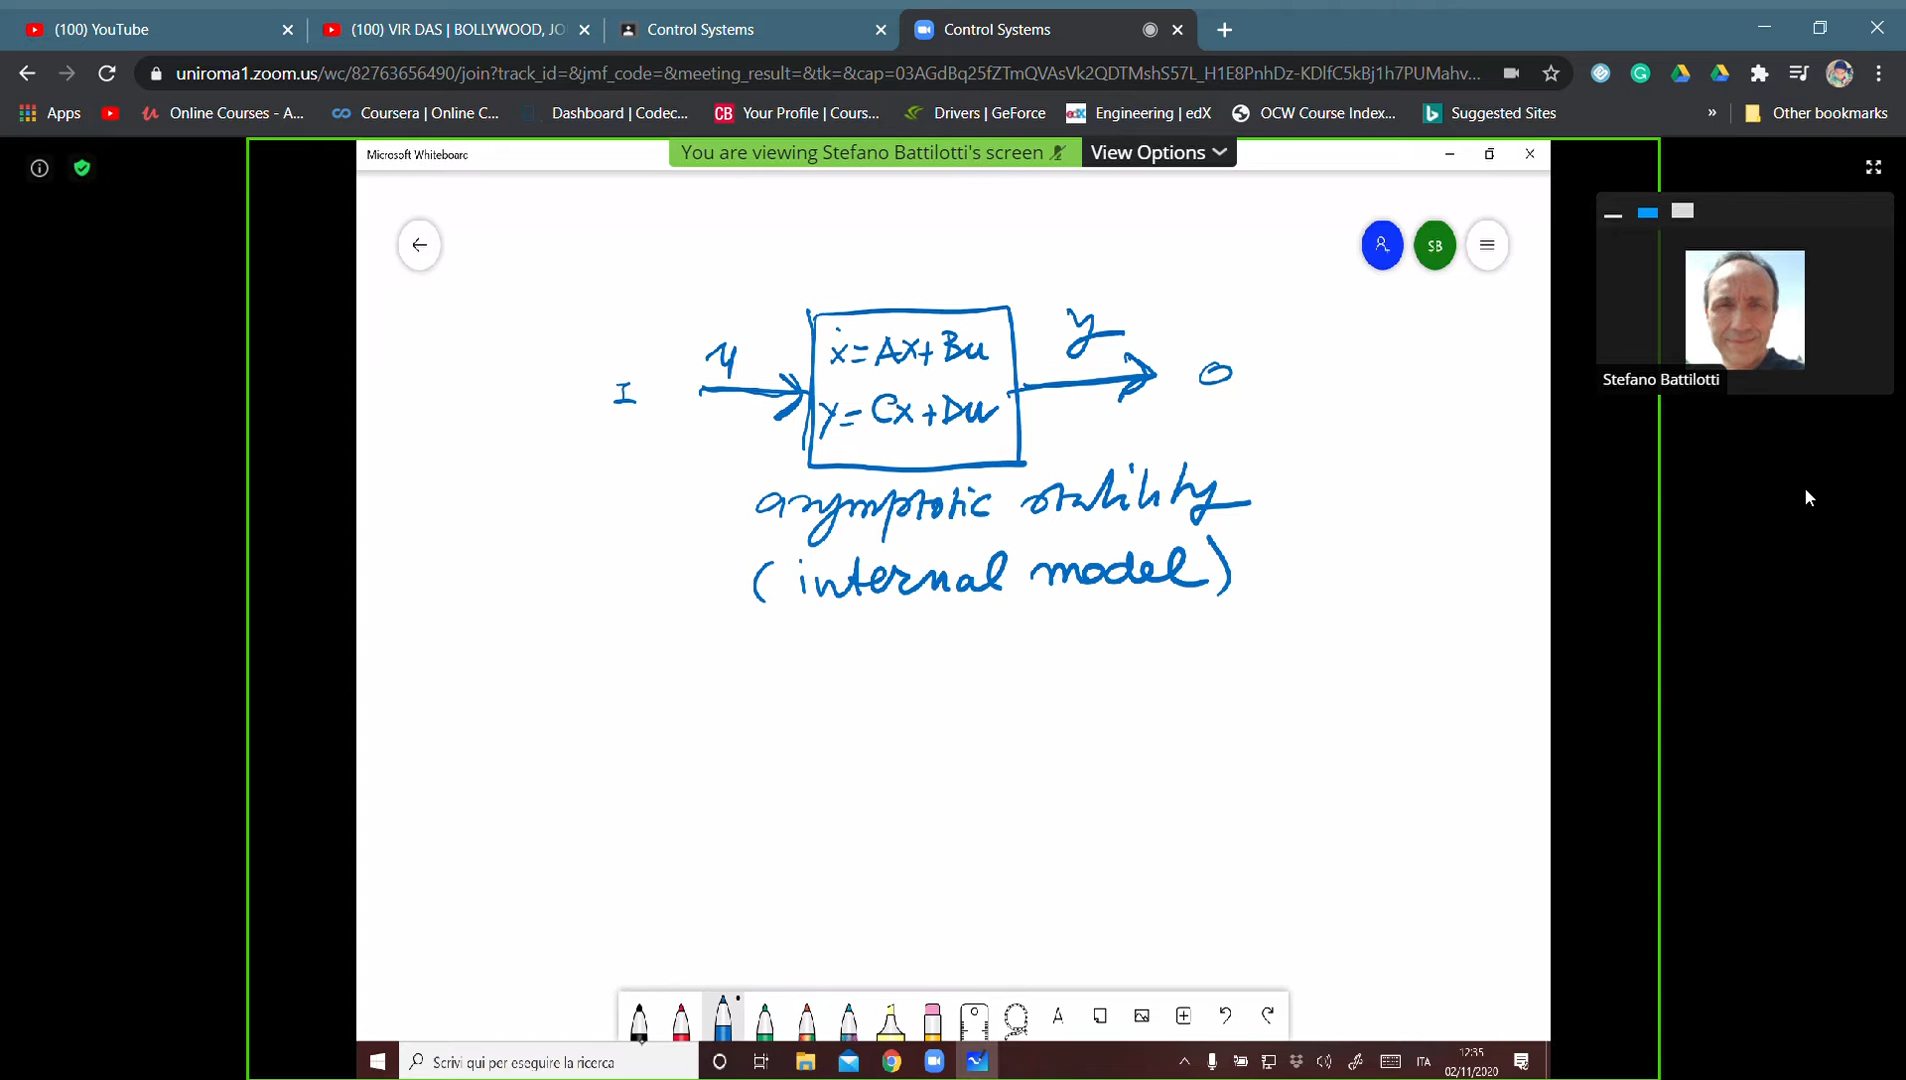 (100) YouTube
(100) VIR DAS | BOLLYWOOD, JO
Control Systems
Control Systems
uniroma1.zoom.us/wc/82763656490/join?track_id=&jmf_code=&meeting_result=&tk=&cap=03AGdBq25fZTmQVAsVk2QDTMshS57L_H1E8PnhDz-KDlfC5kBj1h7PUMahv...
Apps
Online Courses - A...
Coursera | Online C...
Dashboard | Codec...
CB Your Profile | Cours...
Drivers | GeForce
edX Engineering | edX
OCW Course Index...
Suggested Sites
»
Other bookmarks
Microsoft Whiteboard
You are viewing Stefano Battilotti's screen
View Options
SB
Stefano Battilotti
u
y
I
ẋ=Ax+Bu
y=Cx+Du
O
asymptotic stability
(internal model)
Scrivi qui per eseguire la ricerca
ITA
12:35
02/11/2020